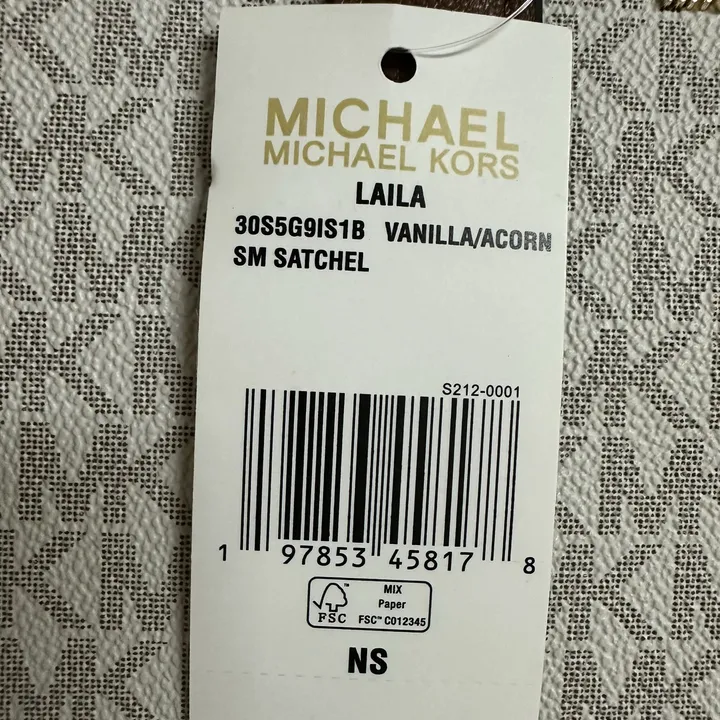 MICHAEL
MICHAEL KORS
LAILA
30S5G9IS1B VANILLA/ACORN
SM SATCHEL
S212-0001
1 97853 45817 8
FSC™
MIX
Paper
FSC™ C012345
NS